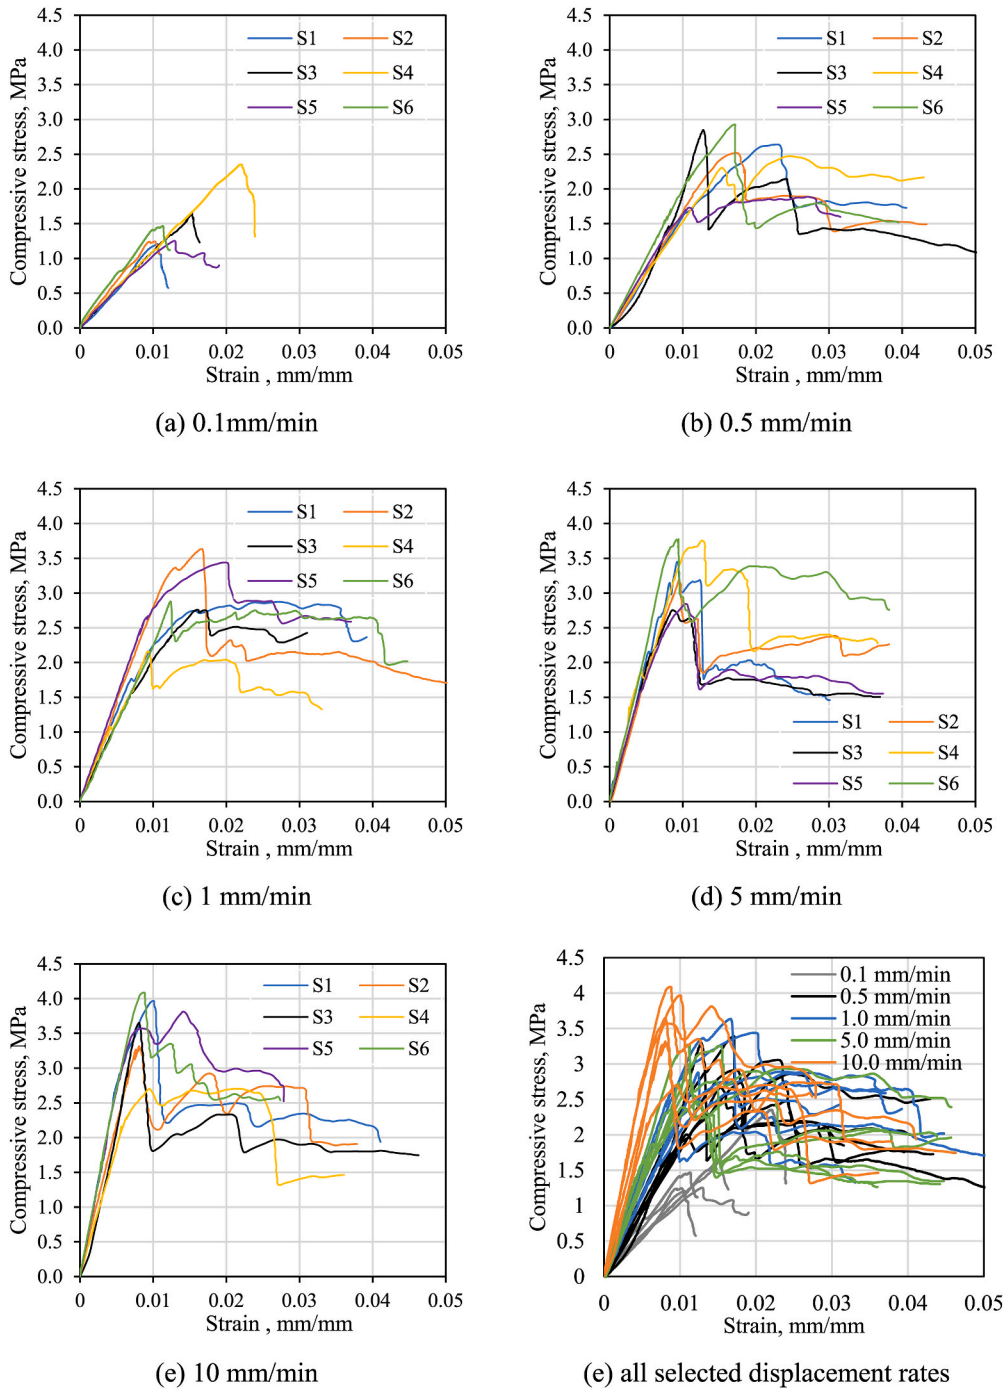 4.5
4.0
3.5
3.0
2.5
2.0
1.5
1.0
0.5
0.0
Compressive stress, MPa
S1 S2
S3 S4
S5 S6
0 0.01 0.02 0.03 0.04 0.05
Strain , mm/mm
(a) 0.1mm/min
4.5
4.0
3.5
3.0
2.5
2.0
1.5
1.0
0.5
0.0
Compressive stress, MPa
S1 S2
S3 S4
S5 S6
0 0.01 0.02 0.03 0.04 0.05
Strain , mm/mm
(b) 0.5 mm/min
4.5
4.0
3.5
3.0
2.5
2.0
1.5
1.0
0.5
0.0
Compressive stress, MPa
S1 S2
S3 S4
S5 S6
0 0.01 0.02 0.03 0.04 0.05
Strain , mm/mm
(c) 1 mm/min
4.5
4.0
3.5
3.0
2.5
2.0
1.5
1.0
0.5
0.0
Compressive stress, MPa
S1 S2
S3 S4
S5 S6
0 0.01 0.02 0.03 0.04 0.05
Strain , mm/mm
(d) 5 mm/min
4.5
4.0
3.5
3.0
2.5
2.0
1.5
1.0
0.5
0.0
Compressive stress, MPa
S1 S2
S3 S4
S5 S6
0 0.01 0.02 0.03 0.04 0.05
Strain , mm/mm
(e) 10 mm/min
4.5
4
3.5
3
2.5
2
1.5
1
0.5
0
Compressive stress, MPa
0.1 mm/min
0.5 mm/min
1.0 mm/min
5.0 mm/min
10.0 mm/min
0 0.01 0.02 0.03 0.04 0.05
Strain, mm/mm
(e) all selected displacement rates